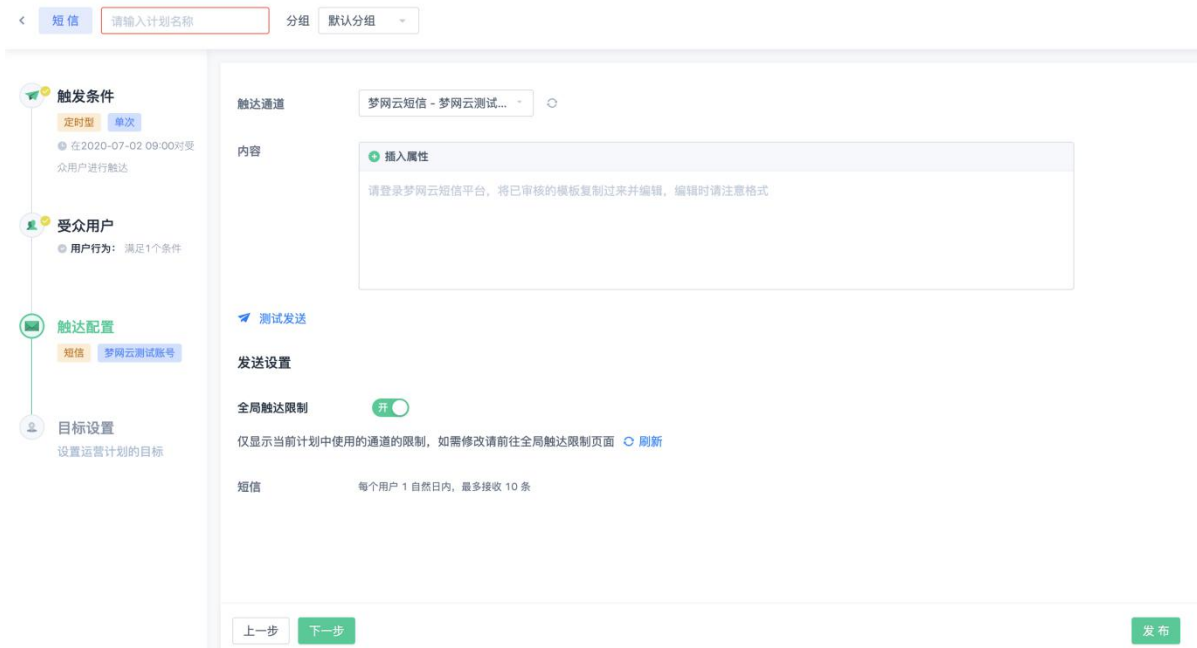 短信 请输入计划名称 分组 默认分组
触发条件
定时型 单次
在2020-07-02 09:00对受
众用户进行触达
受众用户
用户行为： 满足1个条件
触达配置
短信 梦网云测试账号
目标设置
设置运营计划的目标
触达通道 梦网云短信 - 梦网云测试...
内容 插入属性
请登录梦网云短信平台，将已审核的模板复制过来并编辑，编辑时请注意格式
测试发送
发送设置
全局触达限制 开
仅显示当前计划中使用的通道的限制，如需修改请前往全局触达限制页面 刷新
短信 每个用户 1 自然日内，最多接收 10 条
上一步 下一步 发布